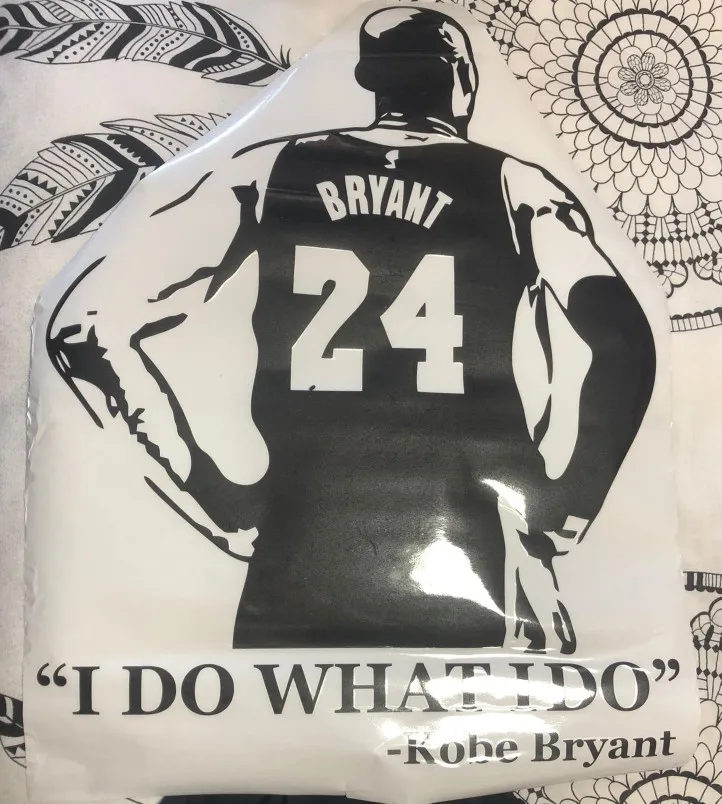 BRYANT
24
“I DO WHAT I DO”
-Kobe Bryant